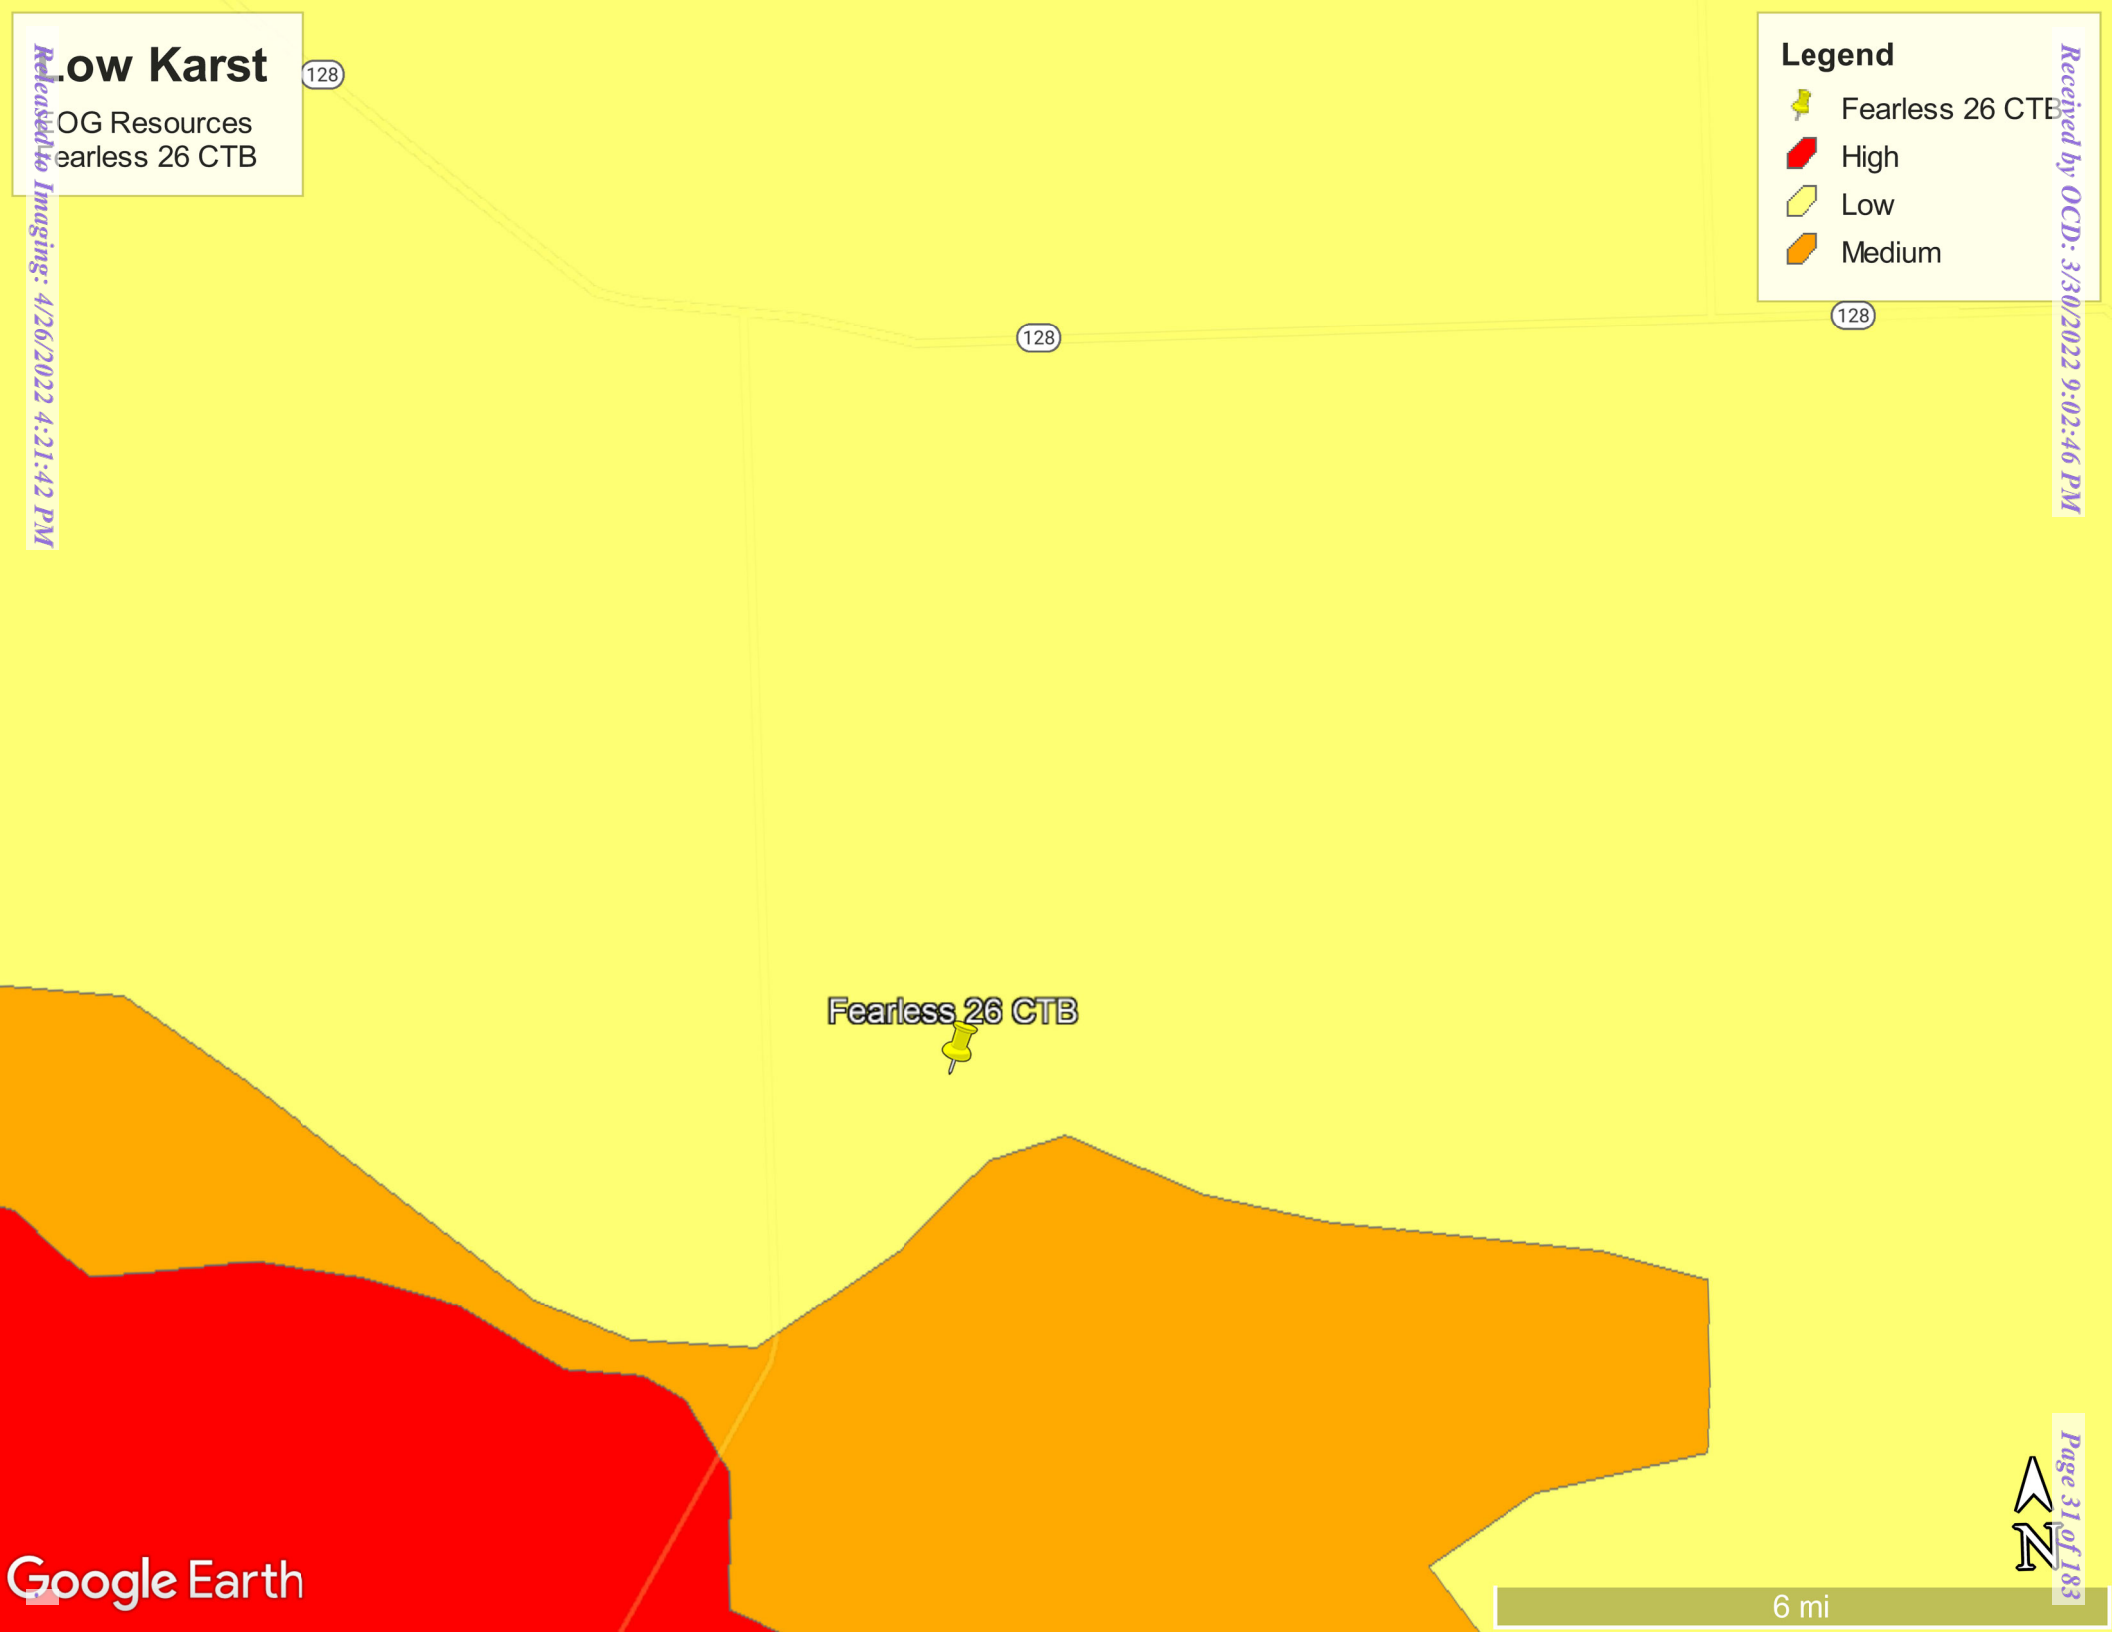 Low Karst
OG Resources
earless 26 CTB
Released to Imaging: 4/26/2022 4:21:42 PM
128
128
128
Legend
Fearless 26 CTB
High
Low
Medium
Received by OCD: 3/30/2022 9:02:46 PM
Fearless 26 CTB
Page 31 of 183
N
6 mi
Google Earth